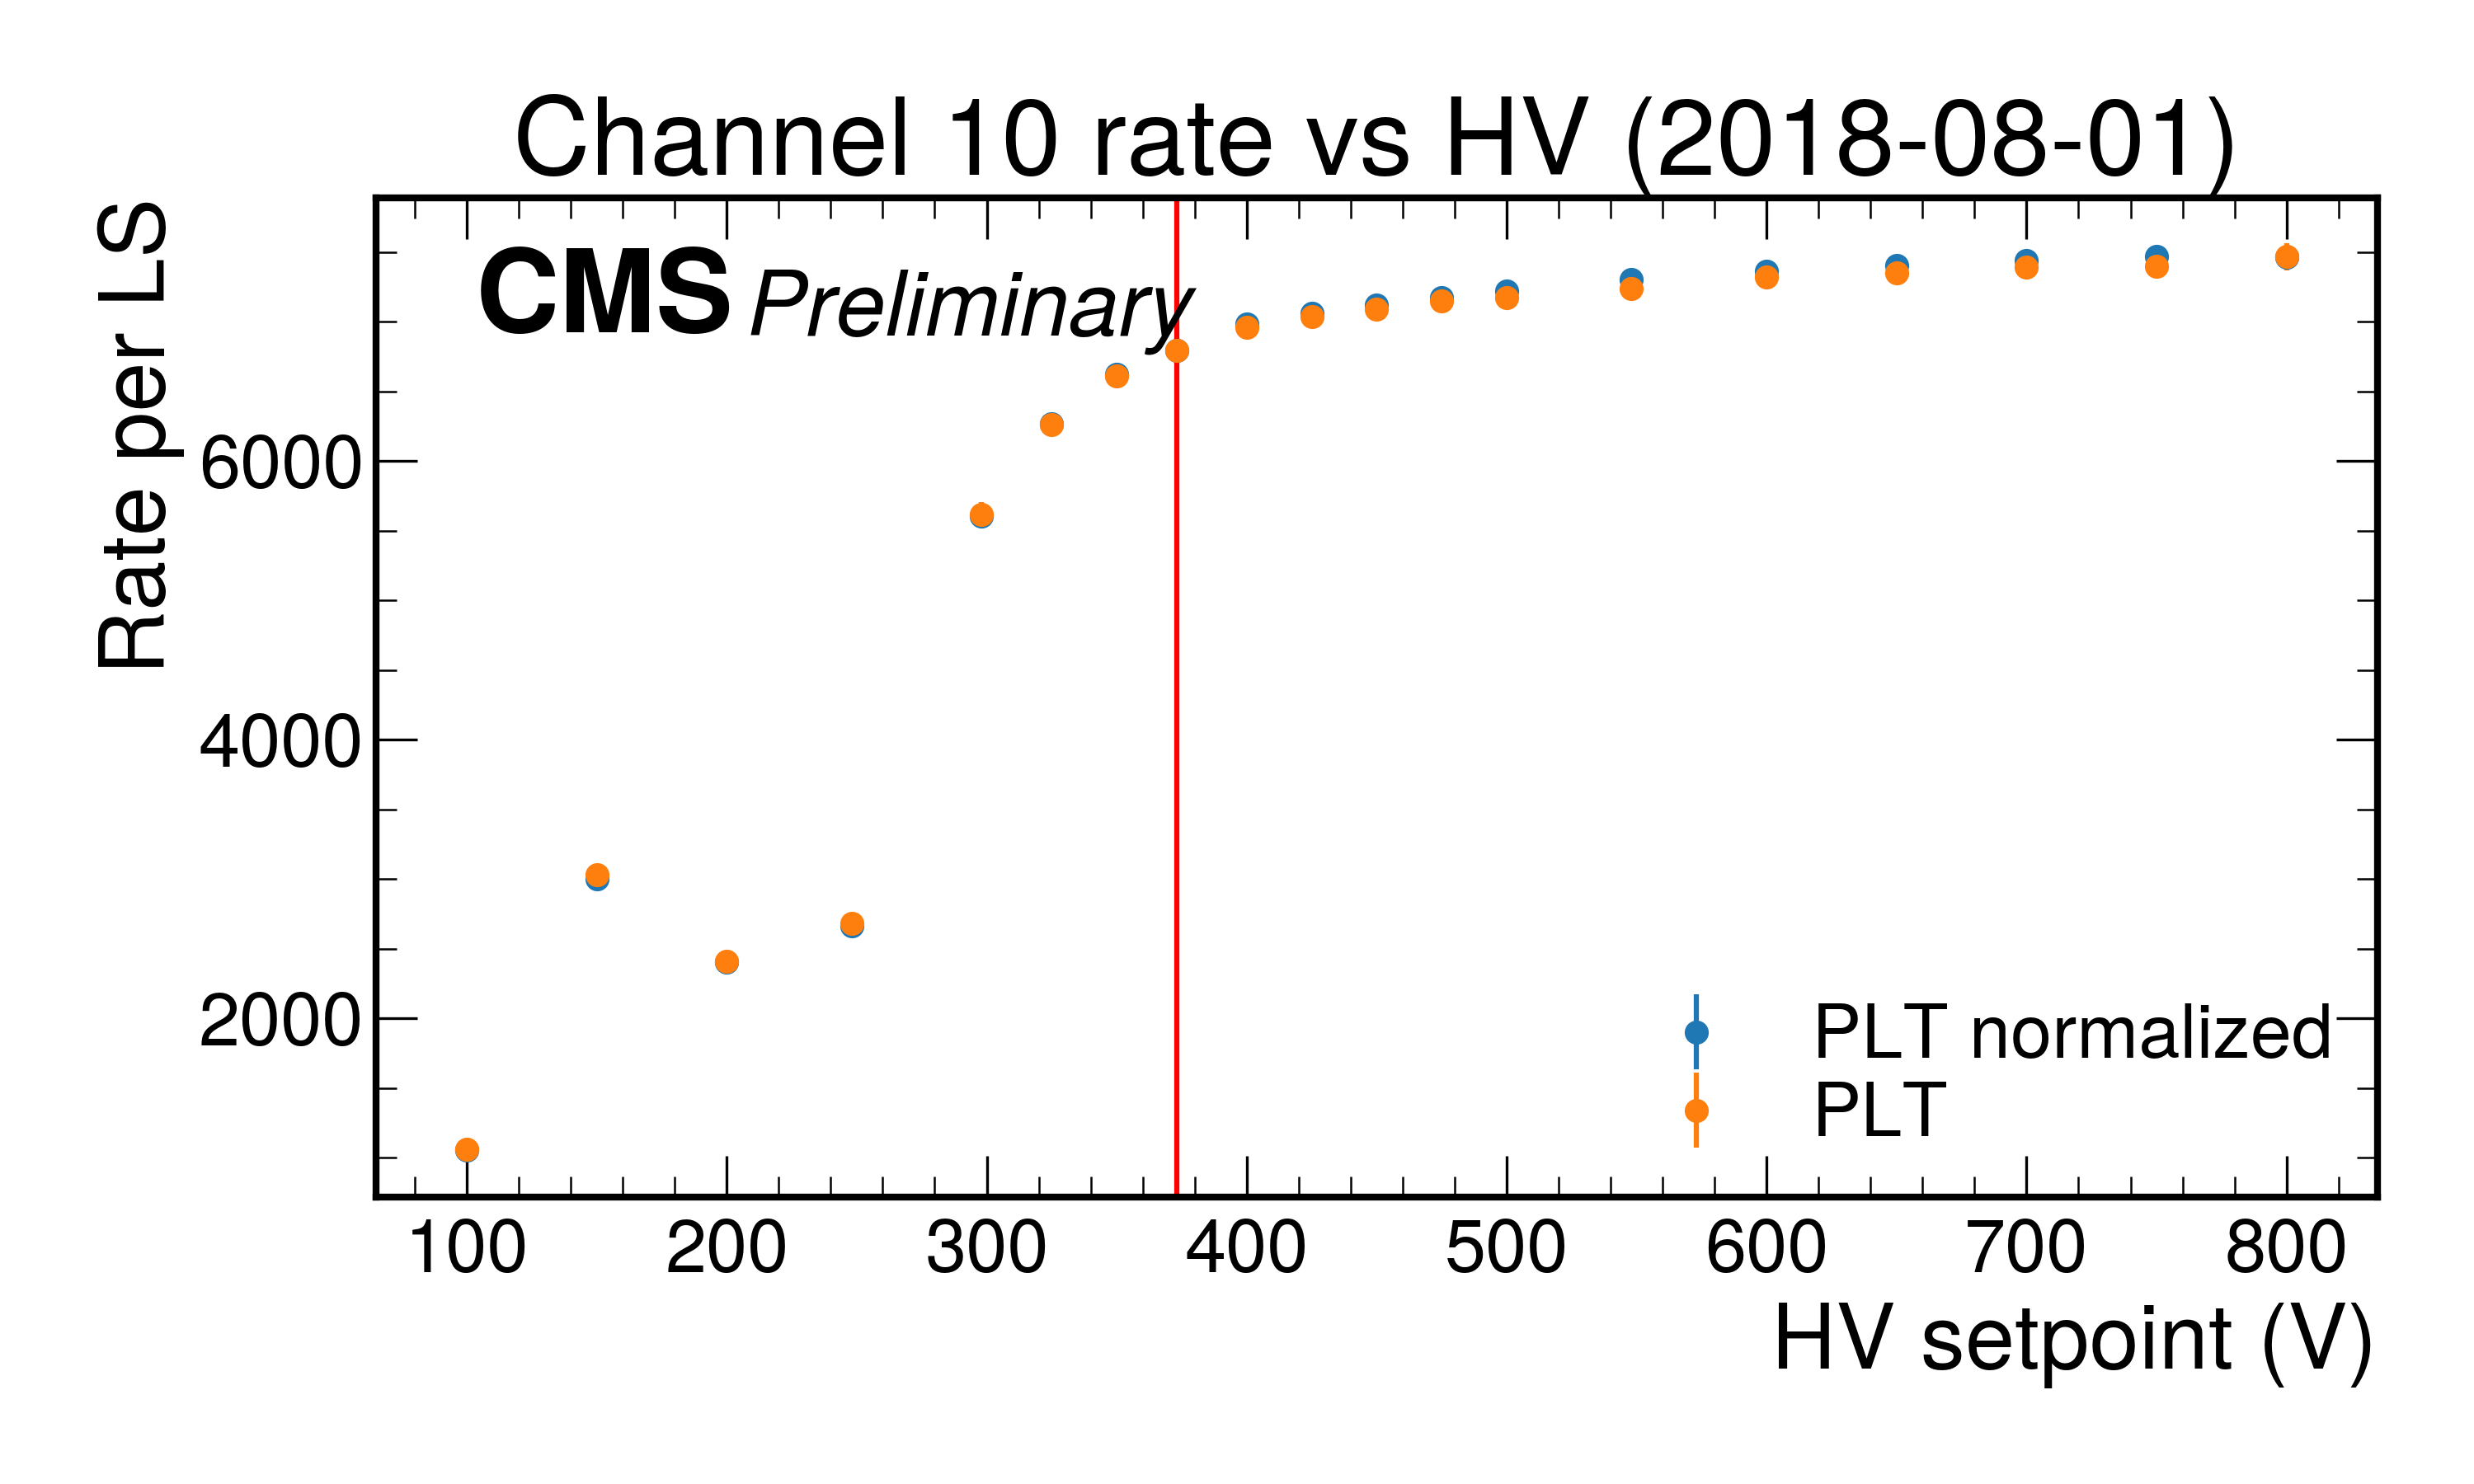 Channel 10 rate vs HV (2018-08-01)
Rate per LS
CMS Preliminary
6000
4000
2000
PLT normalized
PLT
100 200 300 400 500 600 700 800
HV setpoint (V)